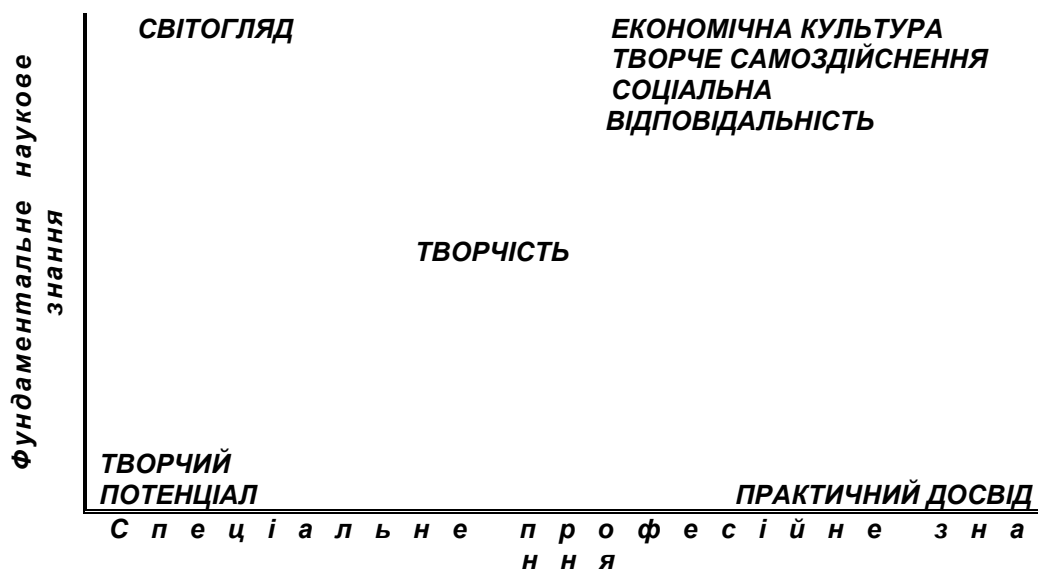 Фундаментальне наукове
знання
СВІТОГЛЯД
ЕКОНОМІЧНА КУЛЬТУРА
ТВОРЧЕ САМОЗДІЙСНЕННЯ
СОЦІАЛЬНА
ВІДПОВІДАЛЬНІСТЬ
ТВОРЧІСТЬ
ТВОРЧИЙ
ПОТЕНЦІАЛ
ПРАКТИЧНИЙ ДОСВІД
Спеціальне професійне зна
ння